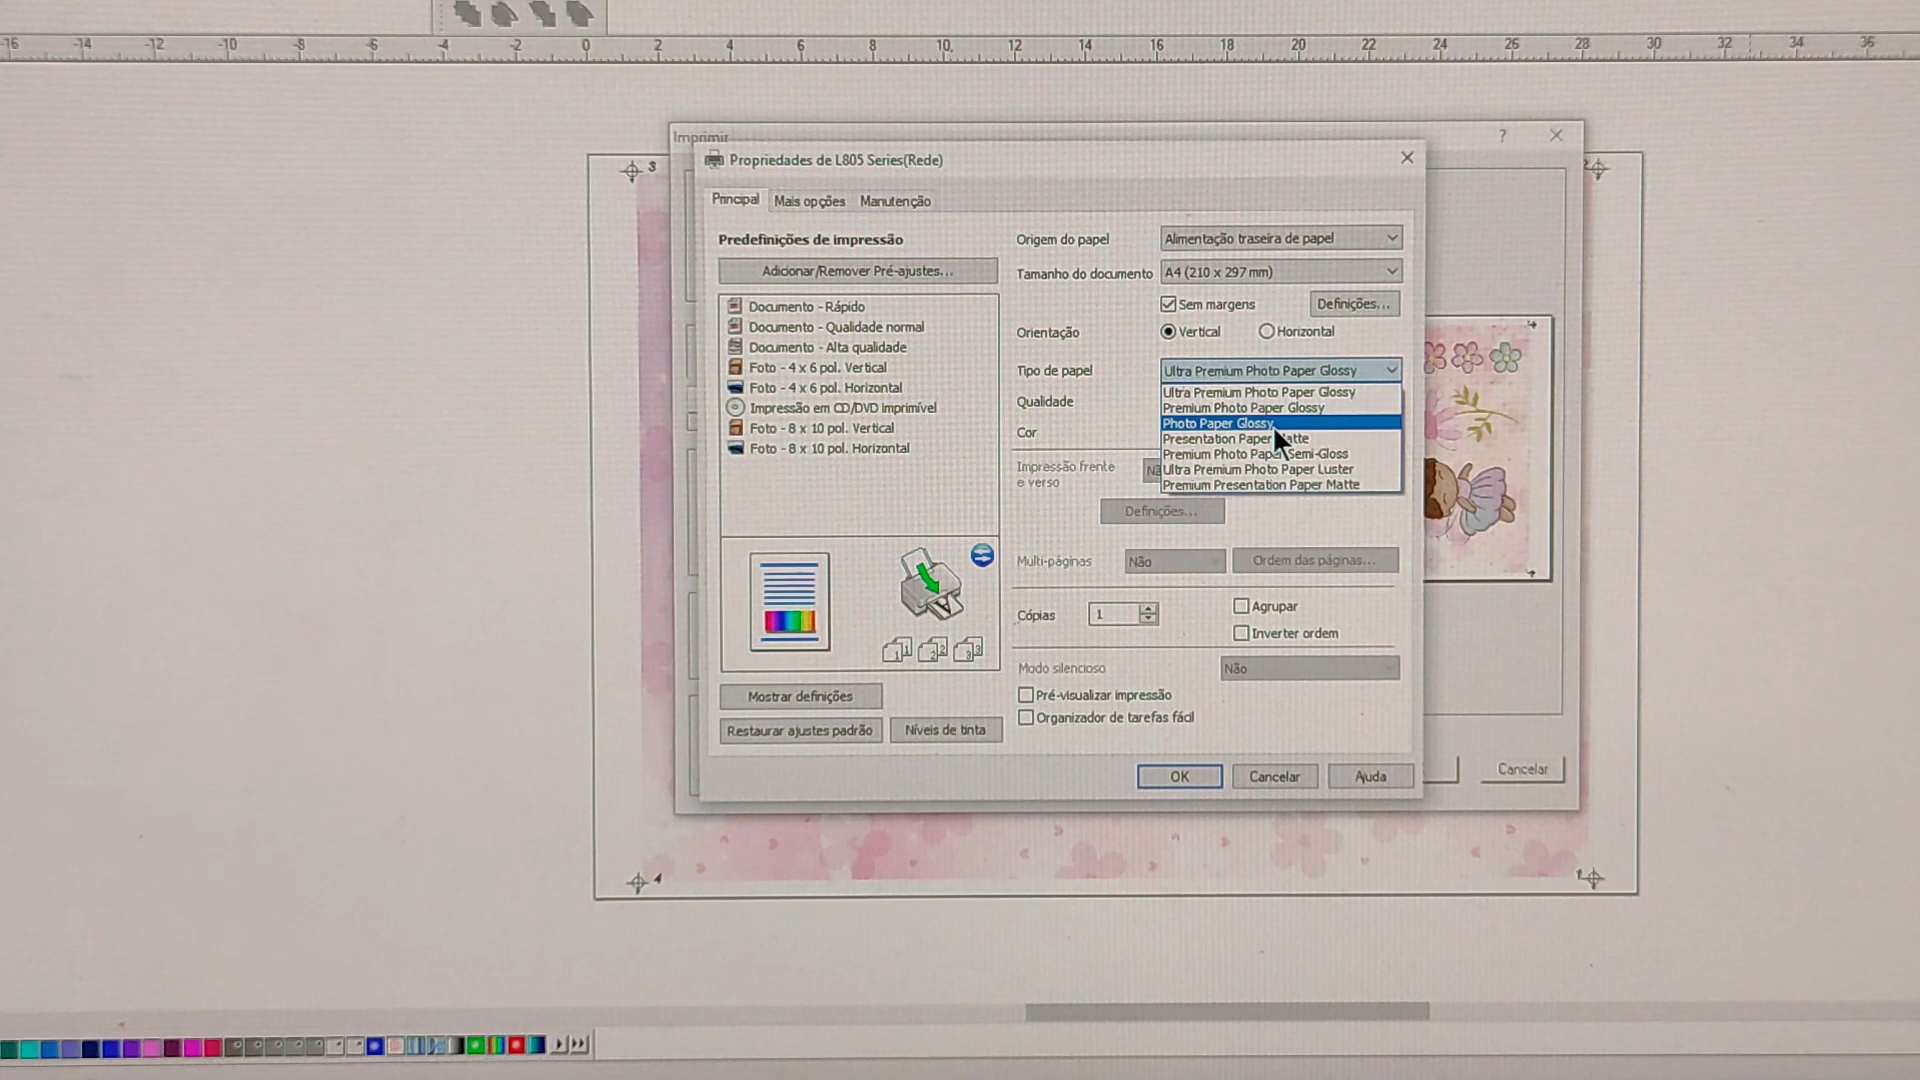 -16 -14 -12 -10 -8 -6 -4 -2 0 2 4 6 8 10 12 14 16 18 20 22 24 26 28 30 32 34 36
Imprimir
?
Propriedades de L805 Series(Rede)
Principal
Mais opções
Manutenção
Predefinições de impressão
Adicionar/Remover Pré-ajustes...
Documento - Rápido
Documento - Qualidade normal
Documento - Alta qualidade
Foto - 4 x 6 pol. Vertical
Foto - 4 x 6 pol. Horizontal
Impressão em CD/DVD imprimível
Foto - 8 x 10 pol. Vertical
Foto - 8 x 10 pol. Horizontal
Mostrar definições
Restaurar ajustes padrão
Níveis de tinta
Origem do papel
Alimentação traseira de papel
Tamanho do documento
A4 (210 x 297 mm)
Sem margens
Definições...
Orientação
Vertical
Horizontal
Tipo de papel
Ultra Premium Photo Paper Glossy
Ultra Premium Photo Paper Glossy
Premium Photo Paper Glossy
Photo Paper Glossy
Presentation Paper Matte
Premium Photo Paper Semi-Gloss
Ultra Premium Photo Paper Luster
Premium Presentation Paper Matte
Qualidade
Cor
Impressão frente
e verso
Definições...
Multi-páginas
Não
Ordem das páginas...
Cópias
1
Agrupar
Inverter ordem
Modo silencioso
Não
Pré-visualizar impressão
Organizador de tarefas fácil
OK
Cancelar
Ajuda
Cancelar
3
4